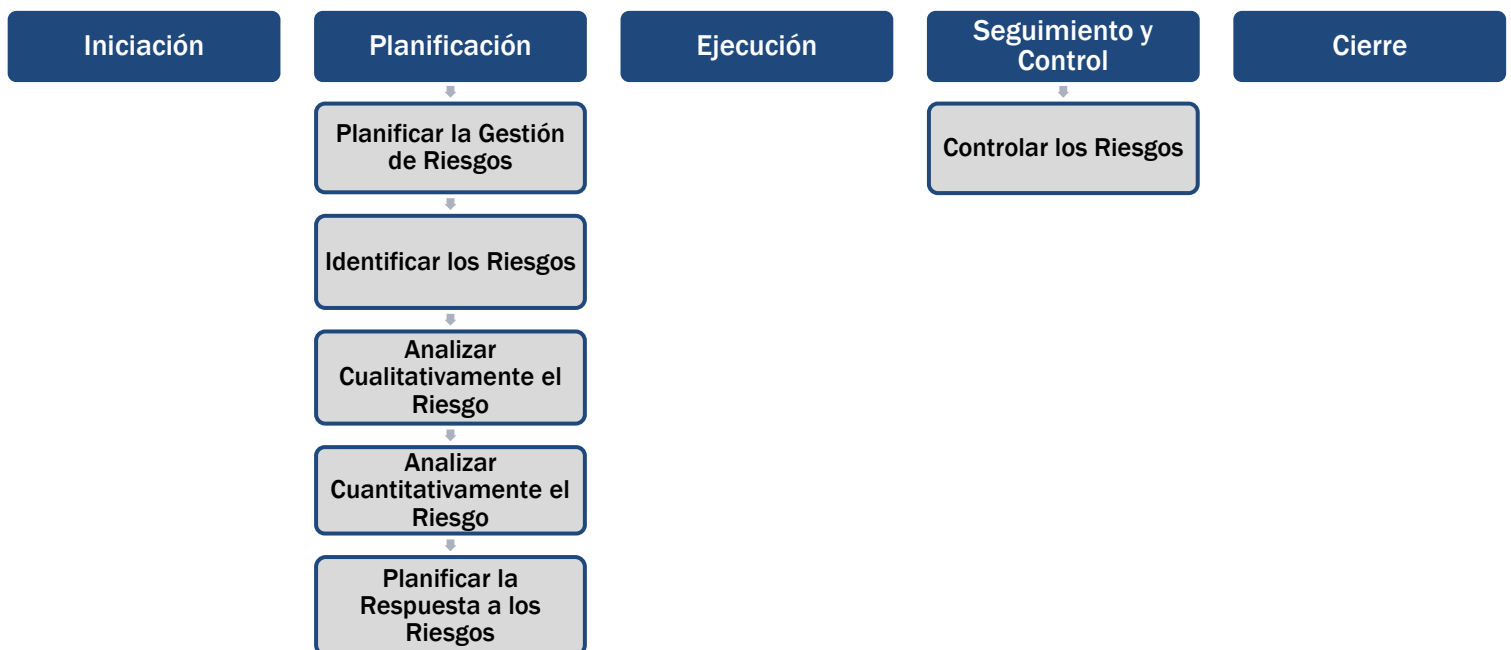 Iniciación
Planificación
Ejecución
Seguimiento y
Control
Cierre
Planificar la Gestión
de Riesgos
Controlar los Riesgos
Identificar los Riesgos
Analizar
Cualitativamente el
Riesgo
Analizar
Cuantitativamente el
Riesgo
Planificar la
Respuesta a los
Riesgos